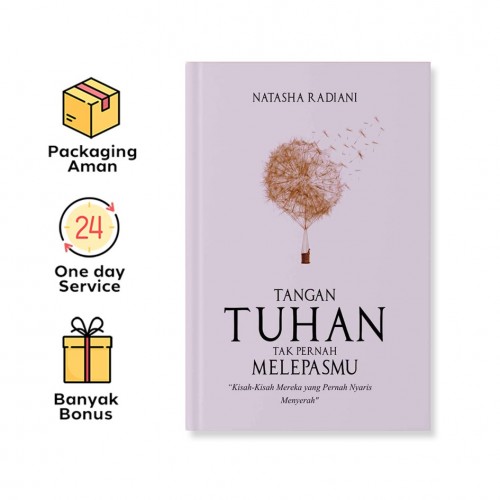 Packaging
Aman
24
One day
Service
Banyak
Bonus
NATASHA RADIANI
TANGAN
TUHAN
TAK PERNAH
MELEPASMU
"Kisah-Kisah Mereka yang Pernah Nyaris
Menyerah"